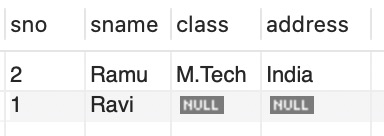 sno sname class address
2 Ramu M.Tech India
1 Ravi NULL NULL